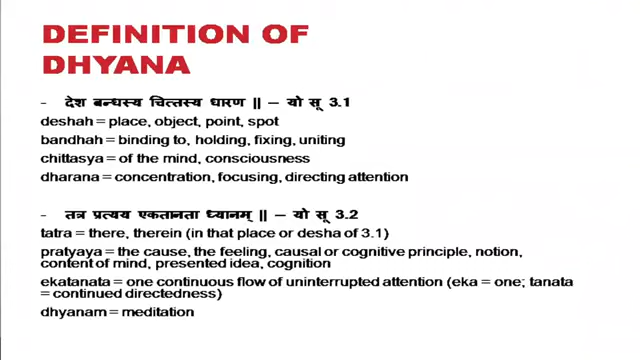 DEFINITION OF
DHYANA
- देश बन्धस्य चित्तस्य धारण || – यो सू 3.1
deshah = place, object, point, spot
bandhah = binding to, holding, fixing, uniting
chittasya = of the mind, consciousness
dharana = concentration, focusing, directing attention
- तत्र प्रत्यय एकतानता ध्यानम् || – यो सू 3.2
tatra = there, therein (in that place or desha of 3.1)
pratyaya = the cause, the feeling, causal or cognitive principle, notion,
content of mind, presented idea, cognition
ekatanata = one continuous flow of uninterrupted attention (eka = one; tanata
= continued directedness)
dhyanam = meditation